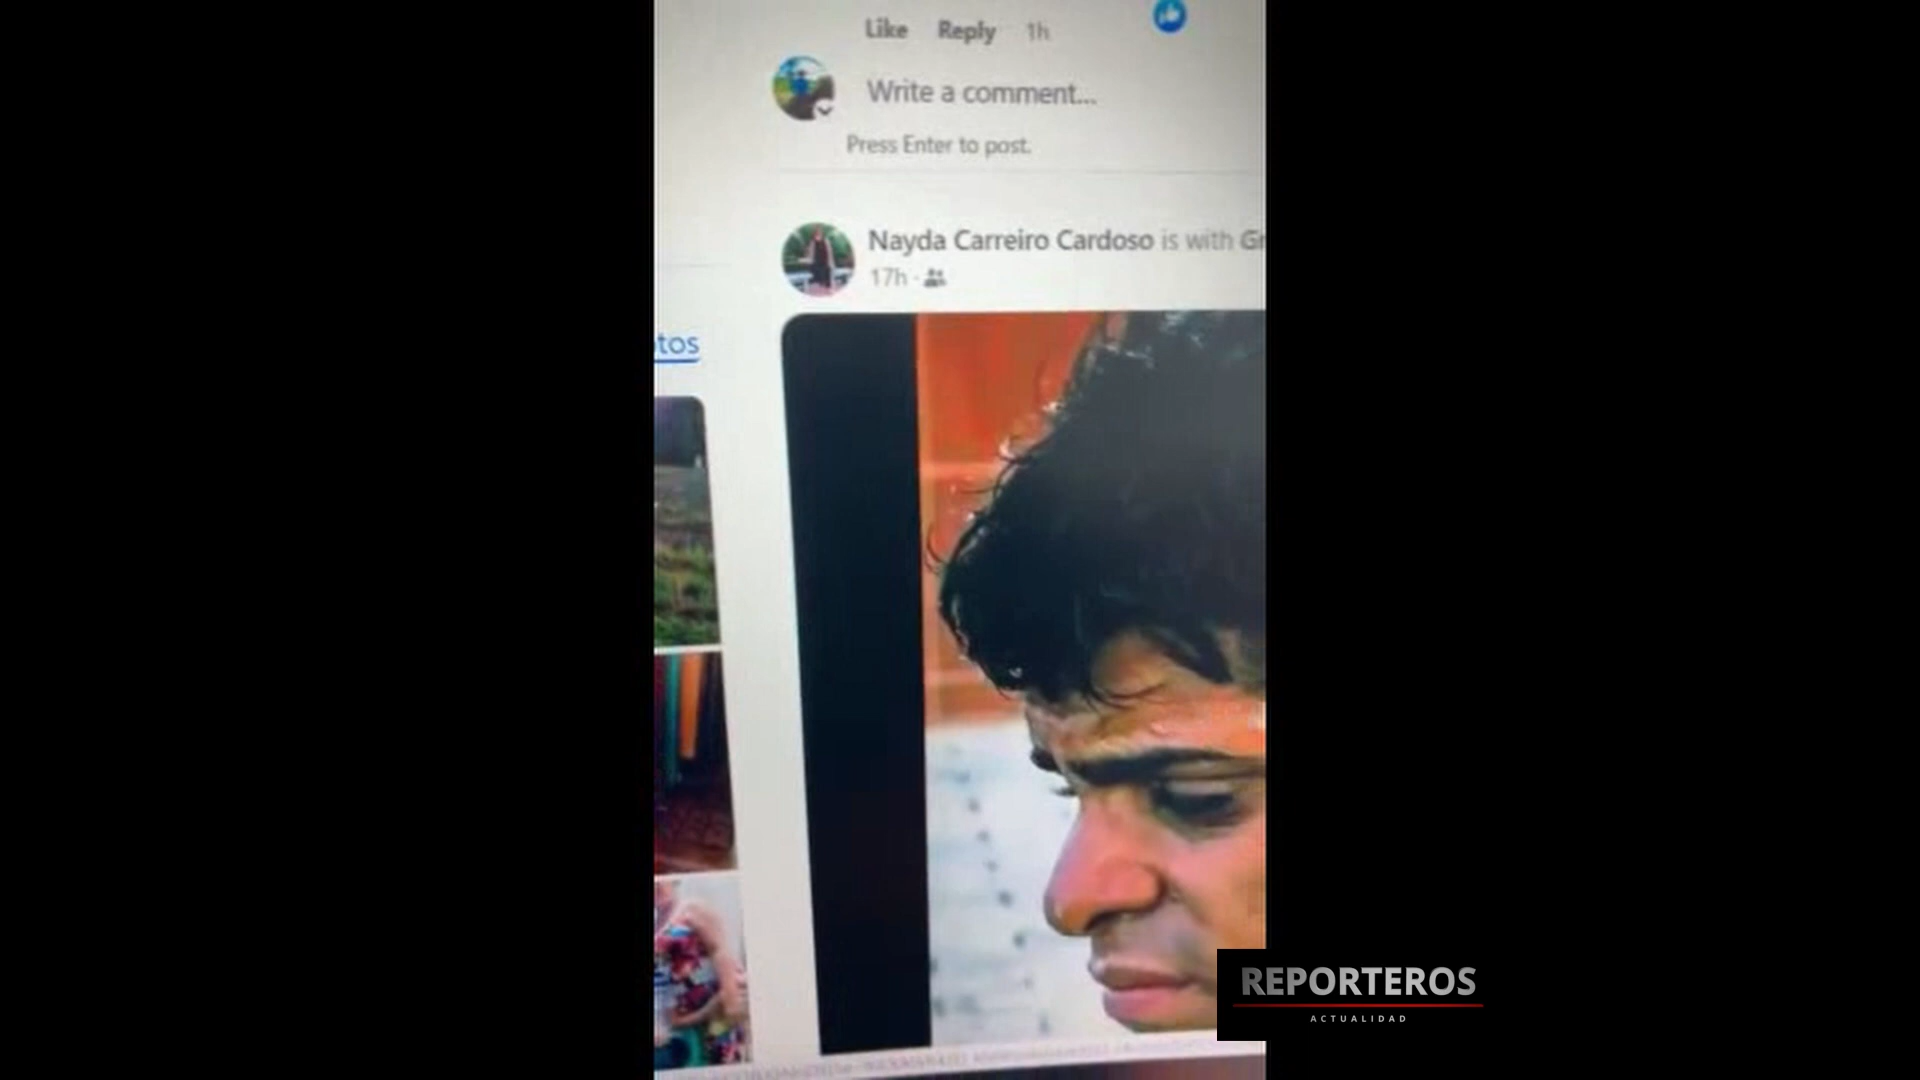 Like Reply 1h
Write a comment...
Press Enter to post.
Nayda Carreiro Cardoso is with Gr
17h ·
tos
REPORTEROS
ACTUALIDAD